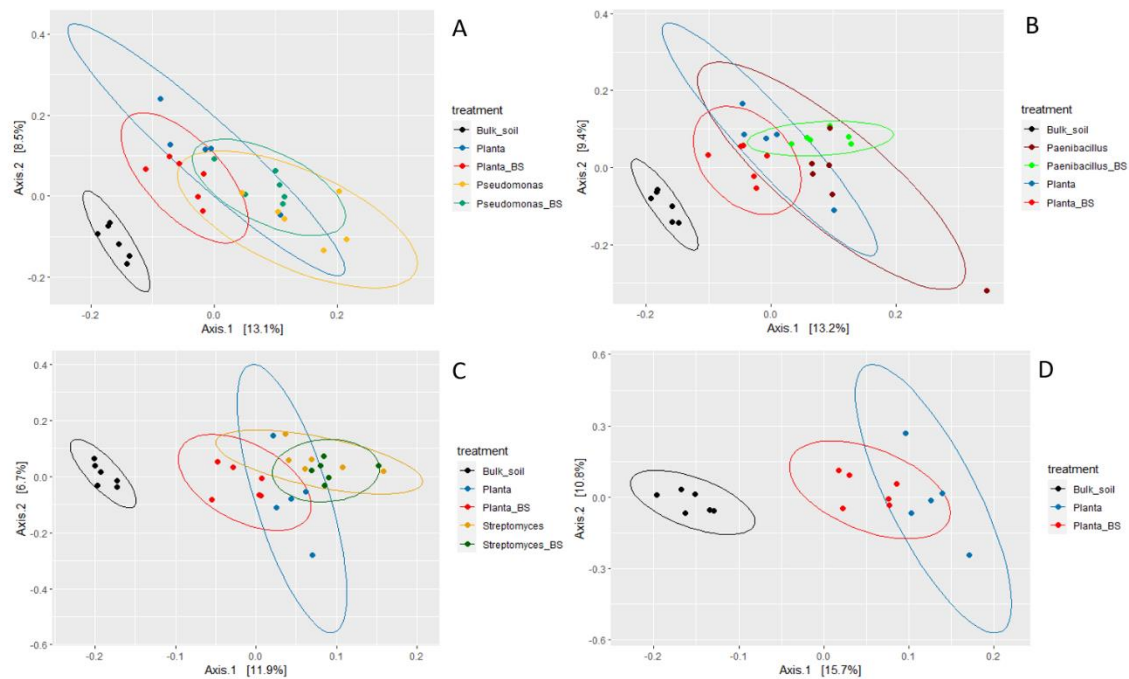 A
0.4
0.2
0.0
-0.2
Axis.2 [8.5%]
-0.2
0.0
0.2
Axis.1 [13.1%]
treatment
Bulk_soil
Planta
Planta_BS
Pseudomonas
Pseudomonas_BS
B
0.4
0.2
0.0
-0.2
Axis.2 [9.4%]
-0.2
0.0
0.2
Axis.1 [13.2%]
treatment
Bulk_soil
Paenibacillus
Paenibacillus_BS
Planta
Planta_BS
C
0.4
0.2
0.0
-0.2
-0.4
-0.6
Axis.2 [6.7%]
-0.2
-0.1
0.0
0.1
0.2
Axis.1 [11.9%]
treatment
Bulk_soil
Planta
Planta_BS
Streptomyces
Streptomyces_BS
D
0.6
0.3
0.0
-0.3
-0.6
Axis.2 [10.8%]
-0.2
-0.1
0.0
0.1
0.2
Axis.1 [15.7%]
treatment
Bulk_soil
Planta
Planta_BS